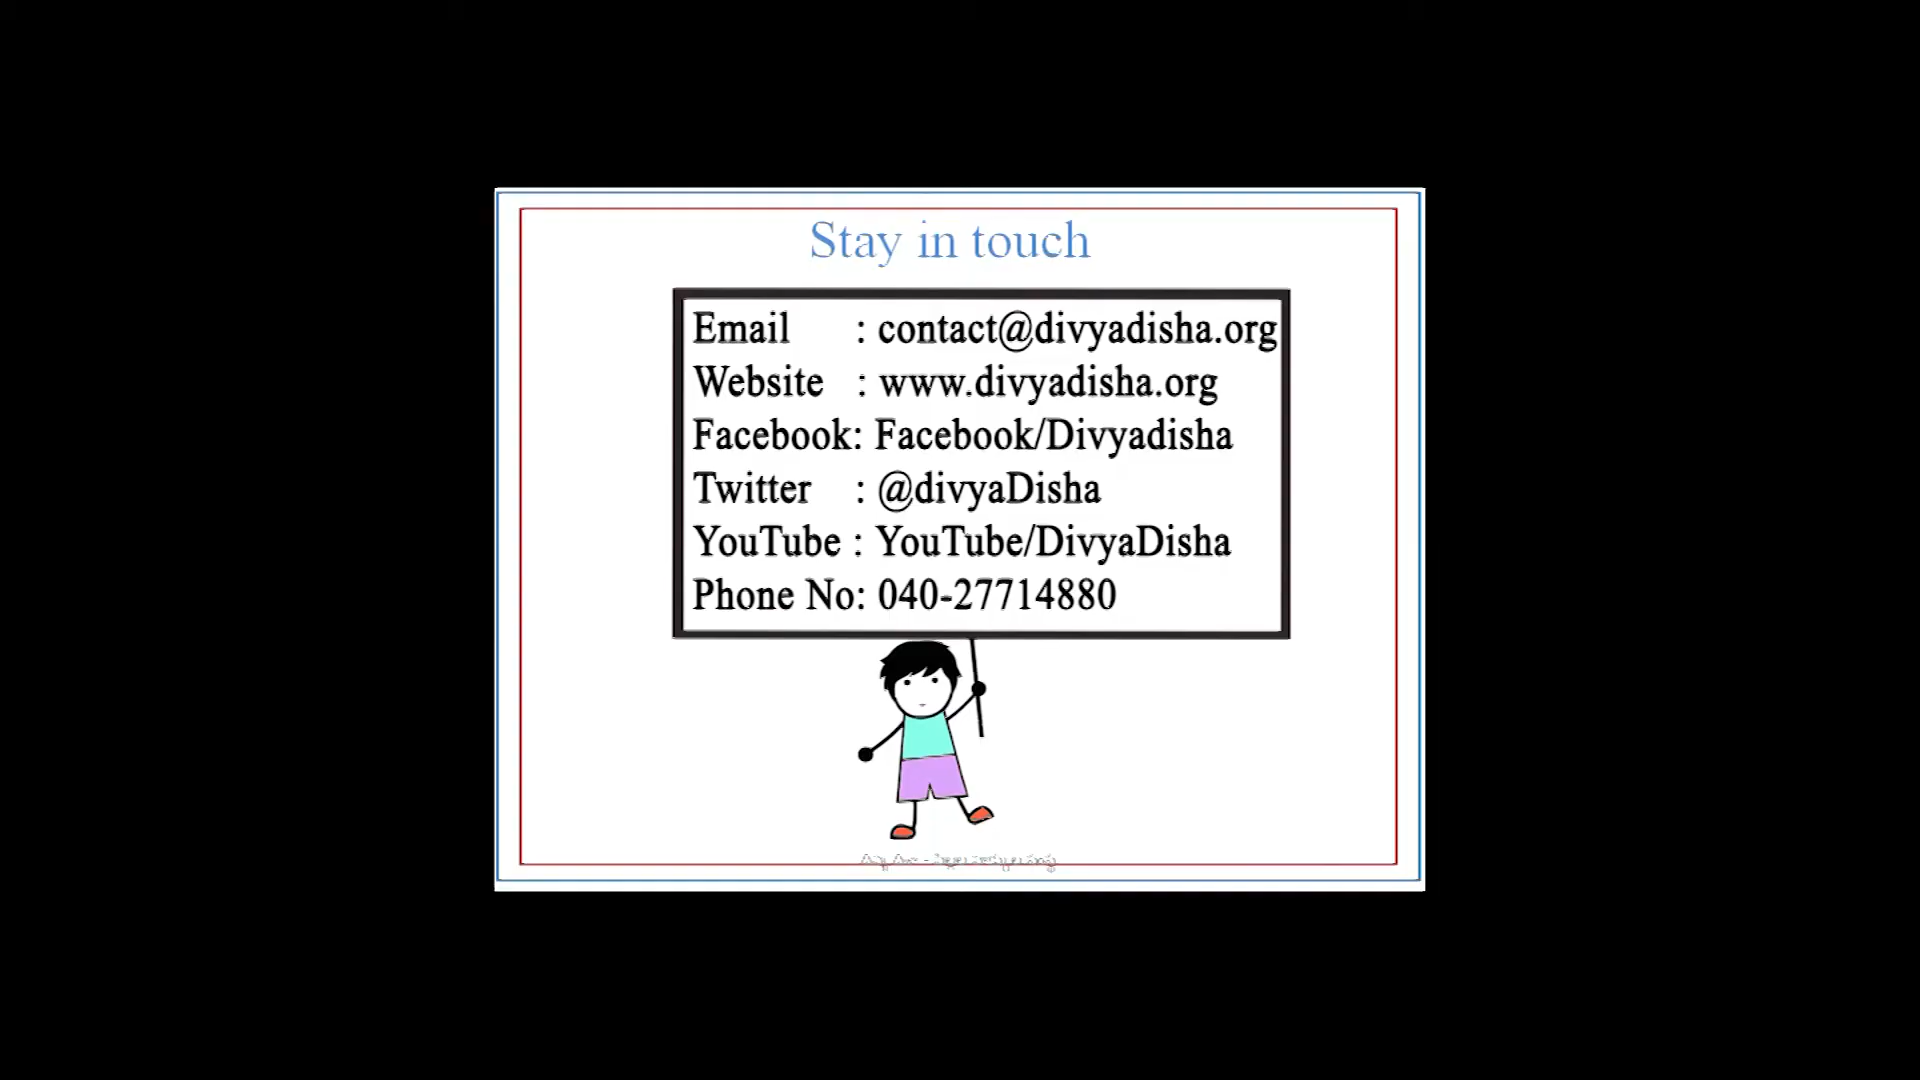 Stay in touch
Email : contact@divyadisha.org
Website : www.divyadisha.org
Facebook: Facebook/Divyadisha
Twitter : @divyaDisha
YouTube : YouTube/DivyaDisha
Phone No: 040-27714880